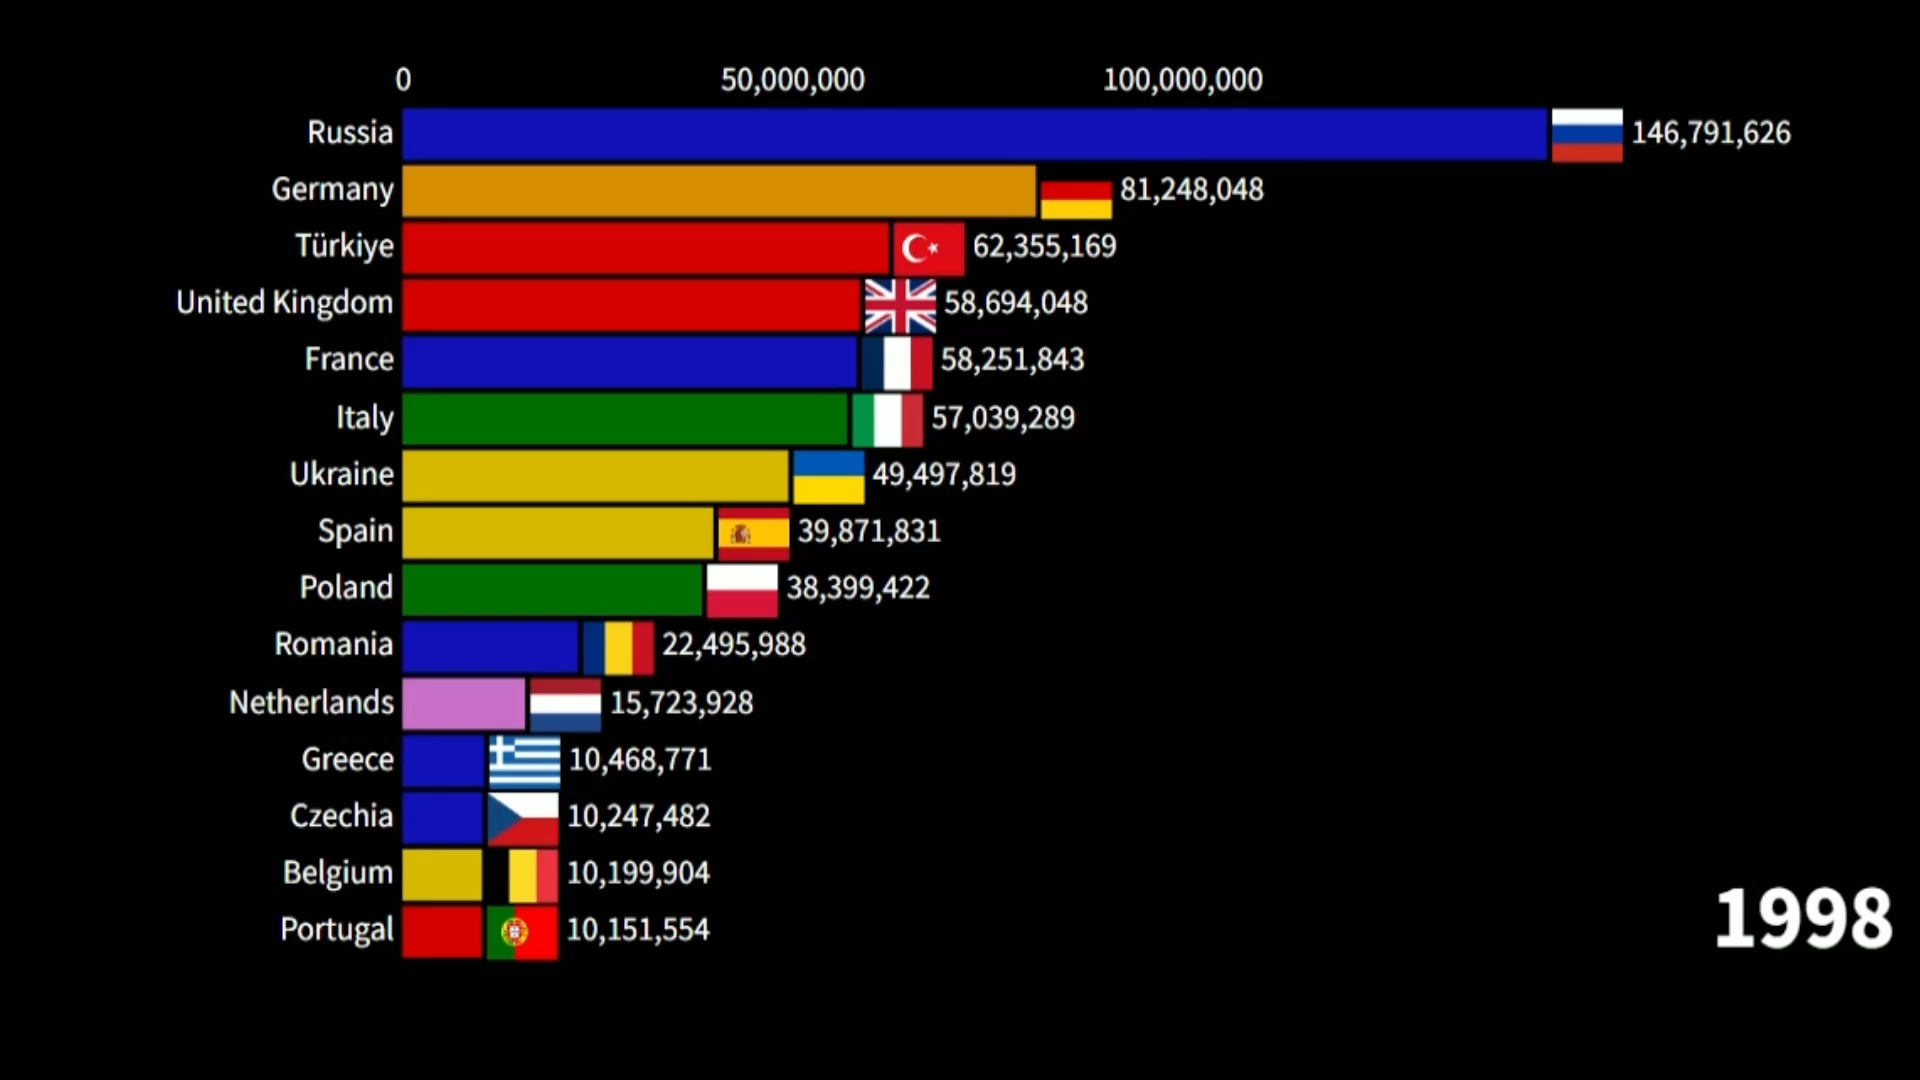 0 50,000,000 100,000,000
Russia 146,791,626
Germany 81,248,048
Türkiye 62,355,169
United Kingdom 58,694,048
France 58,251,843
Italy 57,039,289
Ukraine 49,497,819
Spain 39,871,831
Poland 38,399,422
Romania 22,495,988
Netherlands 15,723,928
Greece 10,468,771
Czechia 10,247,482
Belgium 10,199,904
Portugal 10,151,554
1998